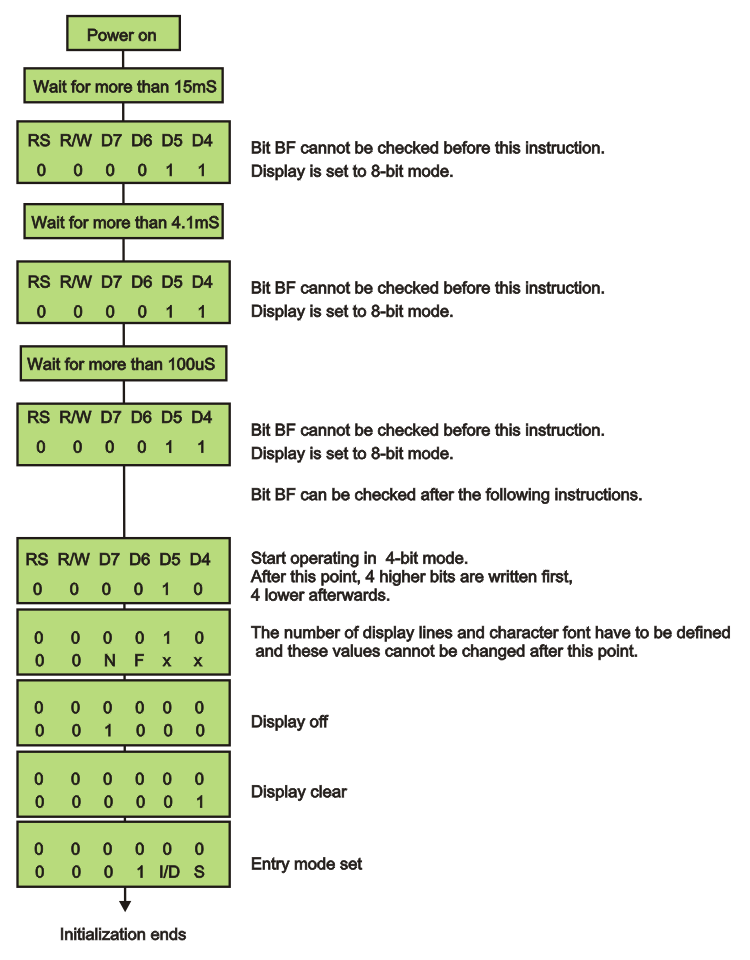 Power on
Wait for more than 15mS
RS R/W D7 D6 D5 D4
0 0 0 0 1 1
Bit BF cannot be checked before this instruction.
Display is set to 8-bit mode.
Wait for more than 4.1mS
RS R/W D7 D6 D5 D4
0 0 0 0 1 1
Bit BF cannot be checked before this instruction.
Display is set to 8-bit mode.
Wait for more than 100uS
RS R/W D7 D6 D5 D4
0 0 0 0 1 1
Bit BF cannot be checked before this instruction.
Display is set to 8-bit mode.
Bit BF can be checked after the following instructions.
RS R/W D7 D6 D5 D4
0 0 0 0 1 0
Start operating in 4-bit mode.
After this point, 4 higher bits are written first,
4 lower afterwards.
0 0 0 0 1 0
0 0 N F x x
The number of display lines and character font have to be defined
and these values cannot be changed after this point.
0 0 0 0 0 0
0 0 1 0 0 0
Display off
0 0 0 0 0 0
0 0 0 0 0 1
Display clear
0 0 0 0 0 0
0 0 0 1 I/D S
Entry mode set
Initialization ends